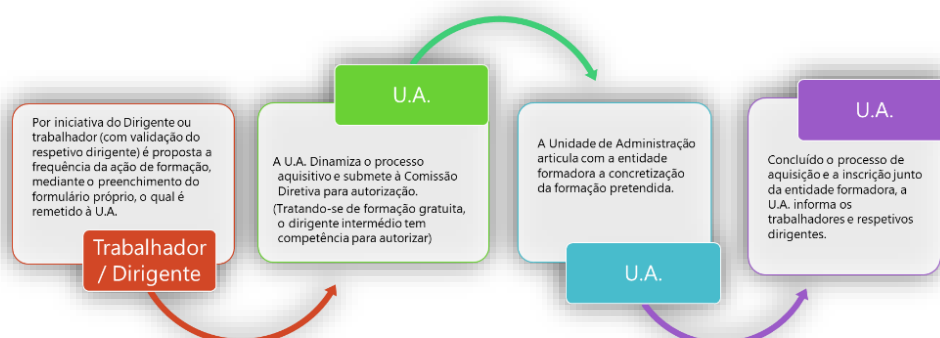 Por iniciativa do Dirigente ou
trabalhador (com validação do
respetivo dirigente) é proposta a
frequência da ação de formação,
mediante o preenchimento do
formulário próprio, o qual é
remetido à U.A.
Trabalhador
/ Dirigente
U.A.
A U.A. Dinamiza o processo
aquisitivo e submete à Comissão
Diretiva para autorização.
(Tratando-se de formação gratuita,
o dirigente intermédio tem
competência para autorizar)
A Unidade de Administração
articula com a entidade
formadora a concretização
da formação pretendida.
U.A.
U.A.
Concluído o processo de
aquisição e a inscrição junto
da entidade formadora, a
U.A. informa os
trabalhadores e respetivos
dirigentes.